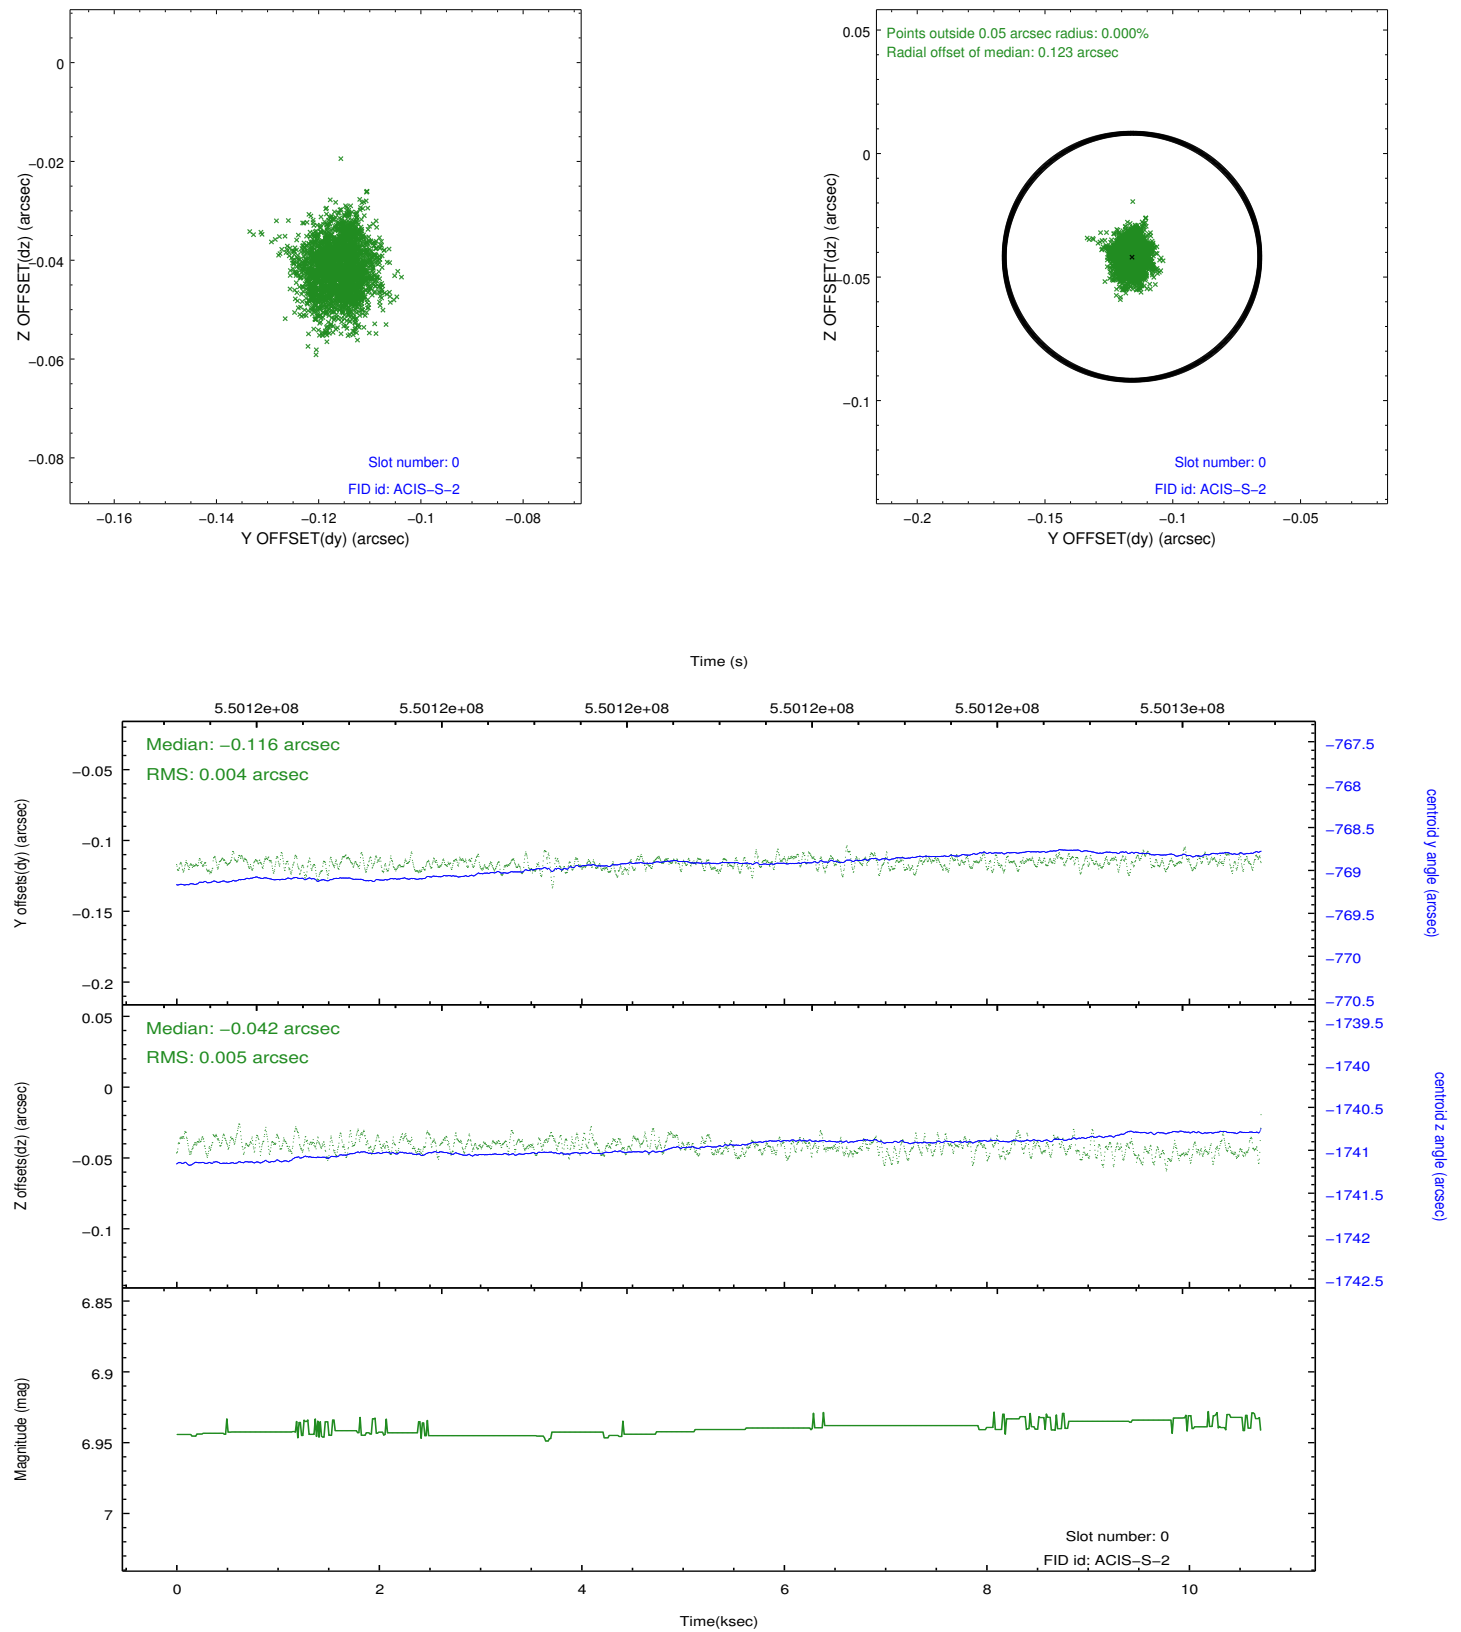 0
−0.02
−0.04
−0.06
−0.08
Z OFFSET(dz) (arcsec)
Slot number: 0
FID id: ACIS−S−2
−0.16
−0.14
−0.12
−0.1
−0.08
Y OFFSET(dy) (arcsec)
Points outside 0.05 arcsec radius: 0.000%
Radial offset of median: 0.123 arcsec
0.05
0
−0.05
−0.1
Z OFFSET(dz) (arcsec)
Slot number: 0
FID id: ACIS−S−2
−0.2
−0.15
−0.1
−0.05
Y OFFSET(dy) (arcsec)
Time (s)
5.5012e+08
5.5012e+08
5.5012e+08
5.5012e+08
5.5012e+08
5.5013e+08
Median: −0.116 arcsec
RMS: 0.004 arcsec
−0.05
−0.1
−0.15
−0.2
Y offsets(dy) (arcsec)
−767.5
−768
−768.5
−769
−769.5
−770
−770.5
centroid y angle (arcsec)
Median: −0.042 arcsec
RMS: 0.005 arcsec
0.05
0
−0.05
−0.1
Z offsets(dz) (arcsec)
−1739.5
−1740
−1740.5
−1741
−1741.5
−1742
−1742.5
centroid z angle (arcsec)
6.85
6.9
6.95
7
Magnitude (mag)
Slot number: 0
FID id: ACIS−S−2
0
2
4
6
8
10
Time(ksec)